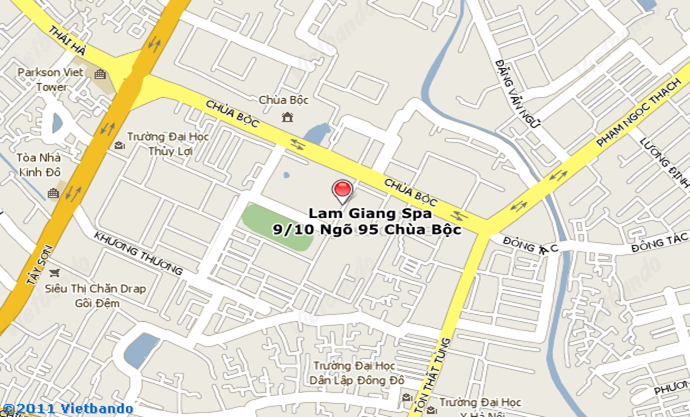 THÁI HÀ
Parkson Viet
Tower
CHÙA BỘC
Chùa Bộc
ĐẶNG VĂN NGỮ
PHẠM NGỌC THẠCH
Trường Đại Học
Thủy Lợi
LƯƠNG ĐỊNH
Tòa Nhà
Kinh Đô
CHÙA BỘC
Lam Giang Spa
9/10 Ngõ 95 Chùa Bộc
KHƯƠNG THƯỢNG
TÂY SƠN
ĐÔNG TÁC
ĐÔNG TÁC
Siêu Thị Chăn Drap
Gối Đệm
TÔN THẤT TÙNG
Trường Đại Học
Dân Lập Đông Đô
Trường Đại Học
Y Hà Nội
PHƯƠNG
©2011 Vietbando